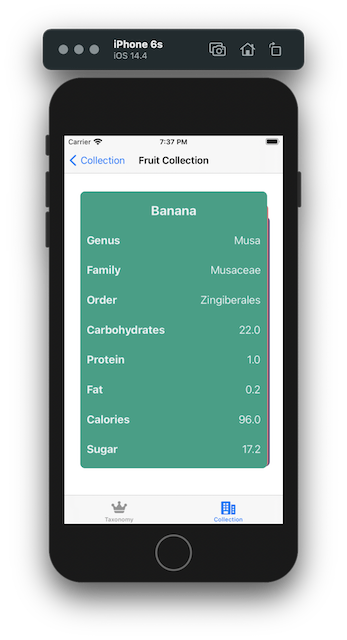 iPhone 6s
iOS 14.4
Carrier 7:37 PM
Collection Fruit Collection
Banana
Genus Musa
Family Musaceae
Order Zingiberales
Carbohydrates 22.0
Protein 1.0
Fat 0.2
Calories 96.0
Sugar 17.2
Taxonomy Collection